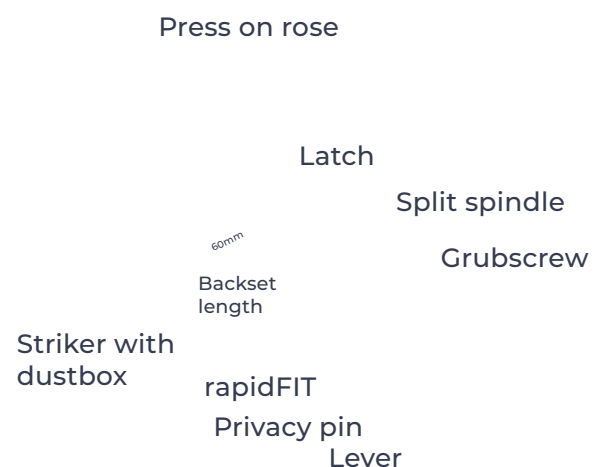 Press on rose
Latch
Split spindle
60mm
Grubscrew
Backset
length
Striker with
dustbox
rapidFIT
Privacy pin
Lever